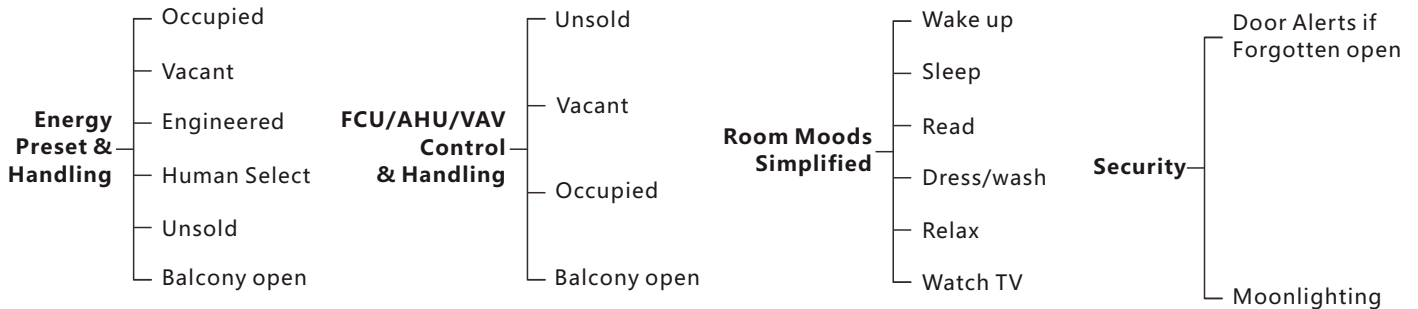 Energy
Preset &
Handling
Occupied
Vacant
Engineered
Human Select
Unsold
Balcony open
FCU/AHU/VAV
Control
& Handling
Unsold
Vacant
Occupied
Balcony open
Room Moods
Simplified
Wake up
Sleep
Read
Dress/wash
Relax
Watch TV
Security
Door Alerts if
Forgotten open
Moonlighting